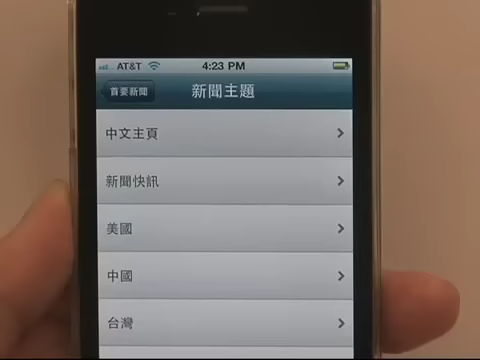 AT&T 4:23 PM
首要新聞 新聞主題
中文主頁
新聞快訊
美國
中國
台灣